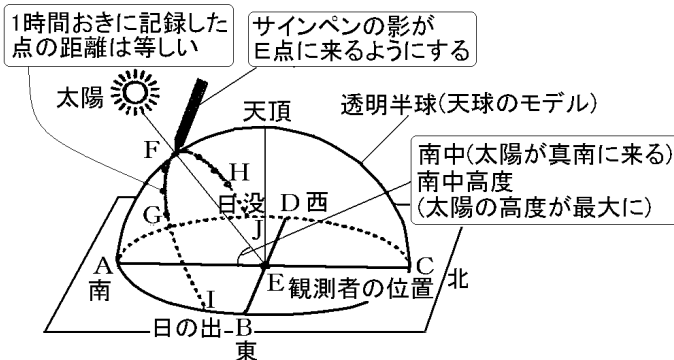 1時間おきに記録した
点の距離は等しい
サインペンの影が
E点に来るようにする
太陽
天頂
透明半球(天球のモデル)
南中(太陽が真南に来る)
南中高度
(太陽の高度が最大に)
F
H
日没
D 西
G
J
A
南
E
観測者の位置
C
北
I
日の出
B
東